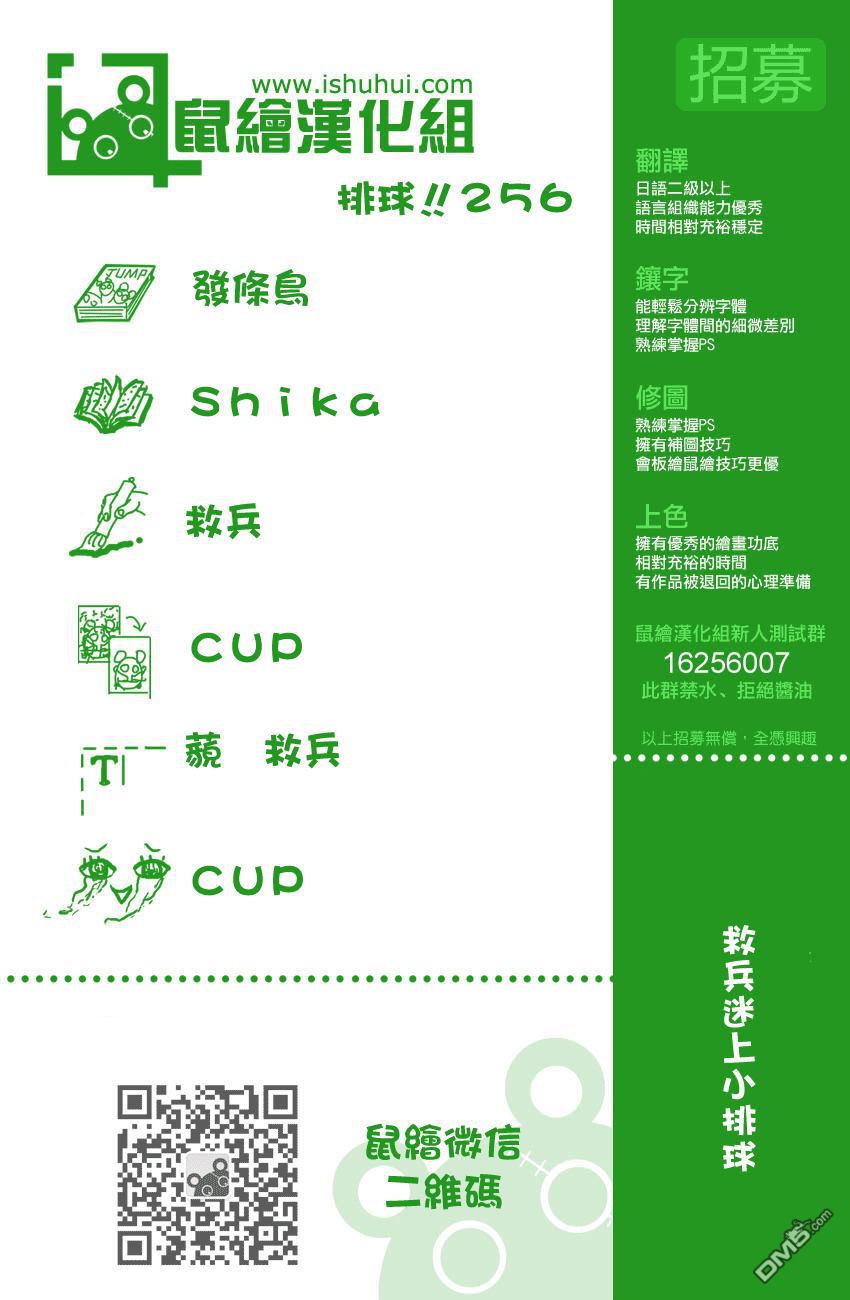 www.ishuhui.com
鼠繪漢化組
排球!!256
JUMP
發條鳥
Shika
救兵
cup
T
藐 救兵
cup
鼠繪微信
二維碼
招募
翻譯
日語二級以上
語言組織能力優秀
時間相對充裕穩定
鑲字
能輕鬆分辨字體
理解字體間的細微差別
熟練掌握PS
修圖
熟練掌握PS
擁有補圖技巧
會板繪鼠繪技巧更優
上色
擁有優秀的繪畫功底
相對充裕的時間
有作品被退回的心理準備
鼠繪漢化組新人測試群
16256007
此群禁水、拒絕醬油
以上招募無償，全憑興趣
救兵迷上小排球
DM5.com